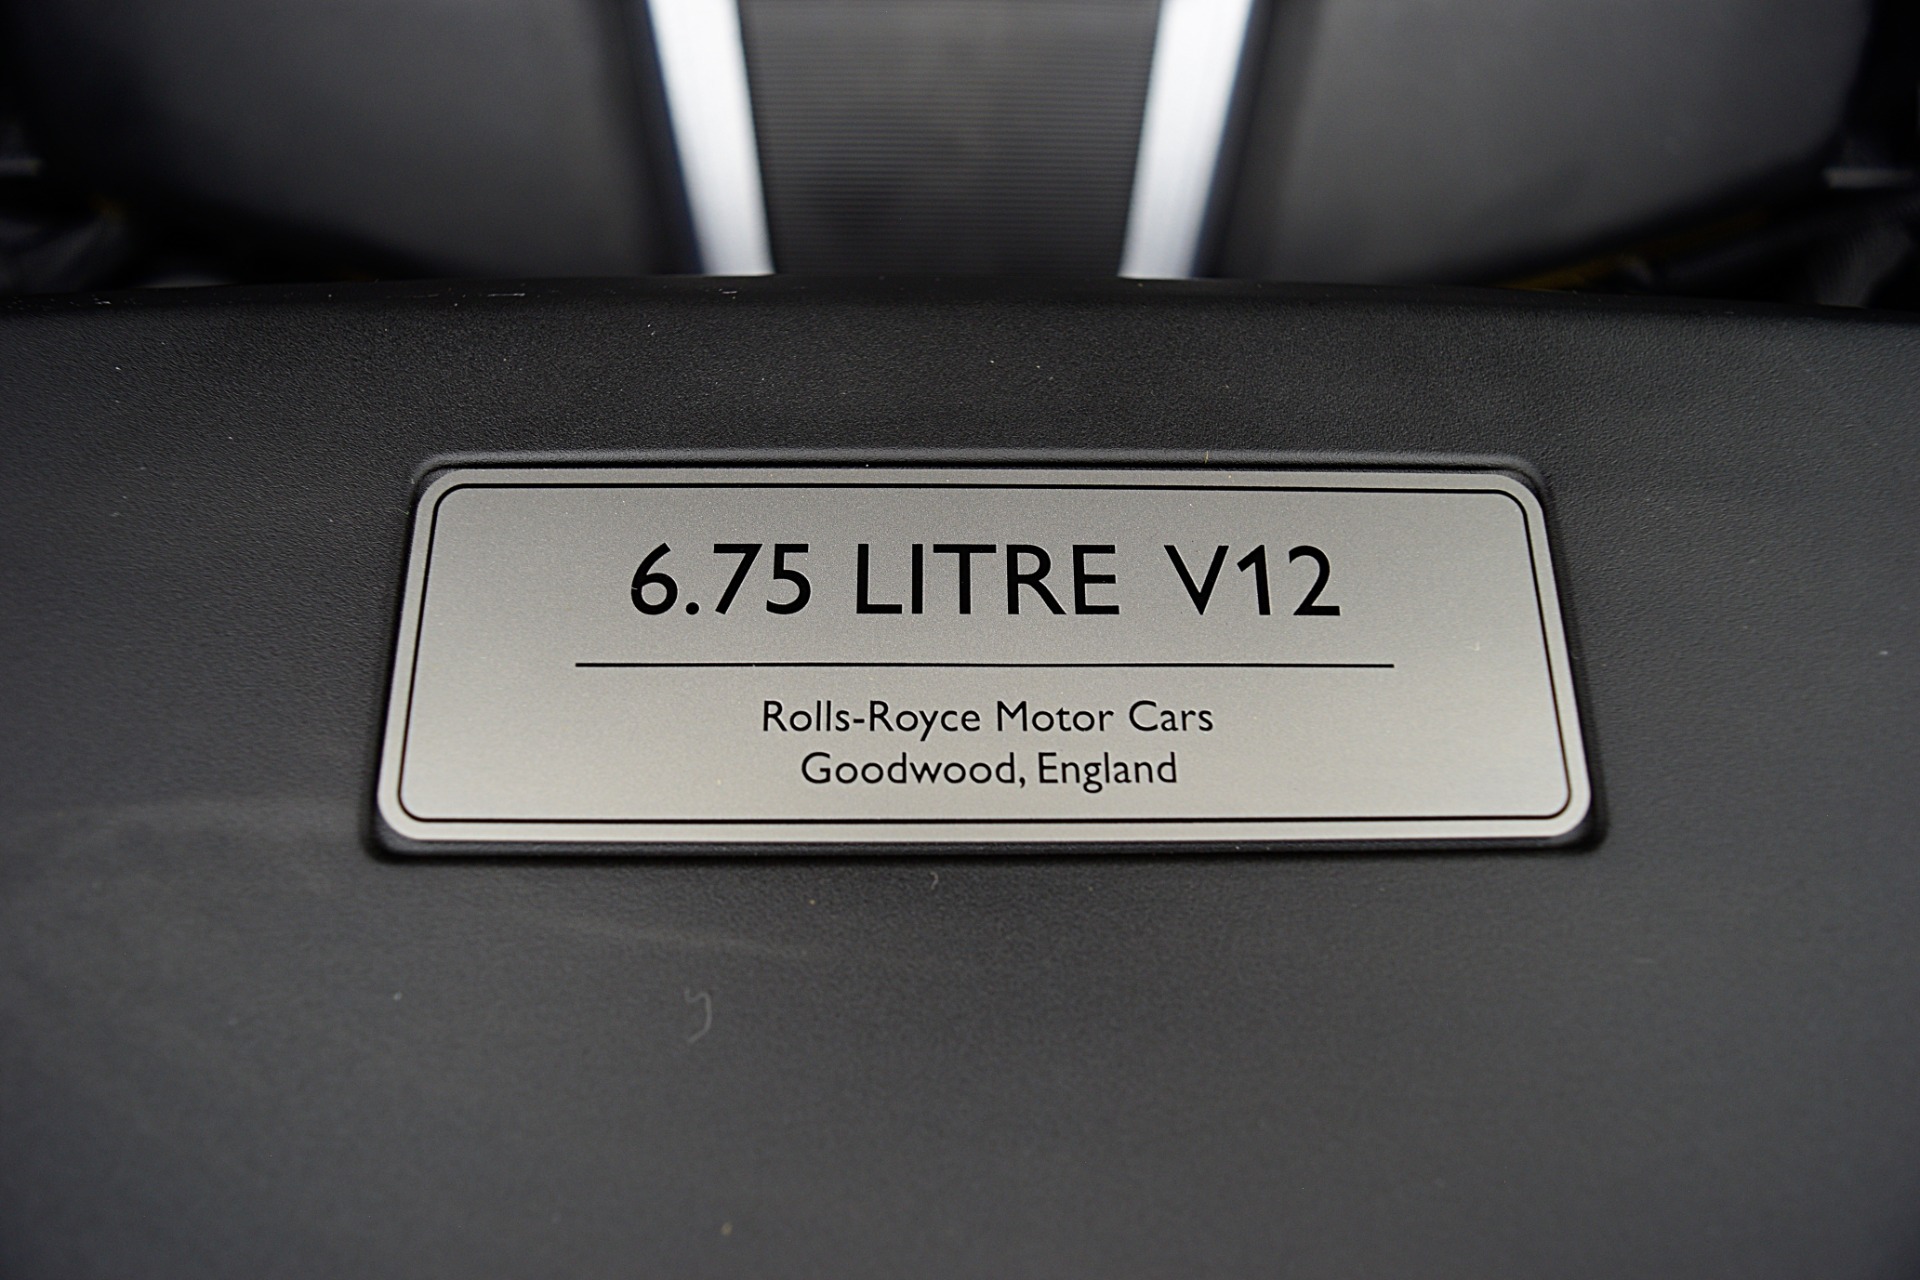 6.75 LITRE V12
Rolls-Royce Motor Cars
Goodwood, England